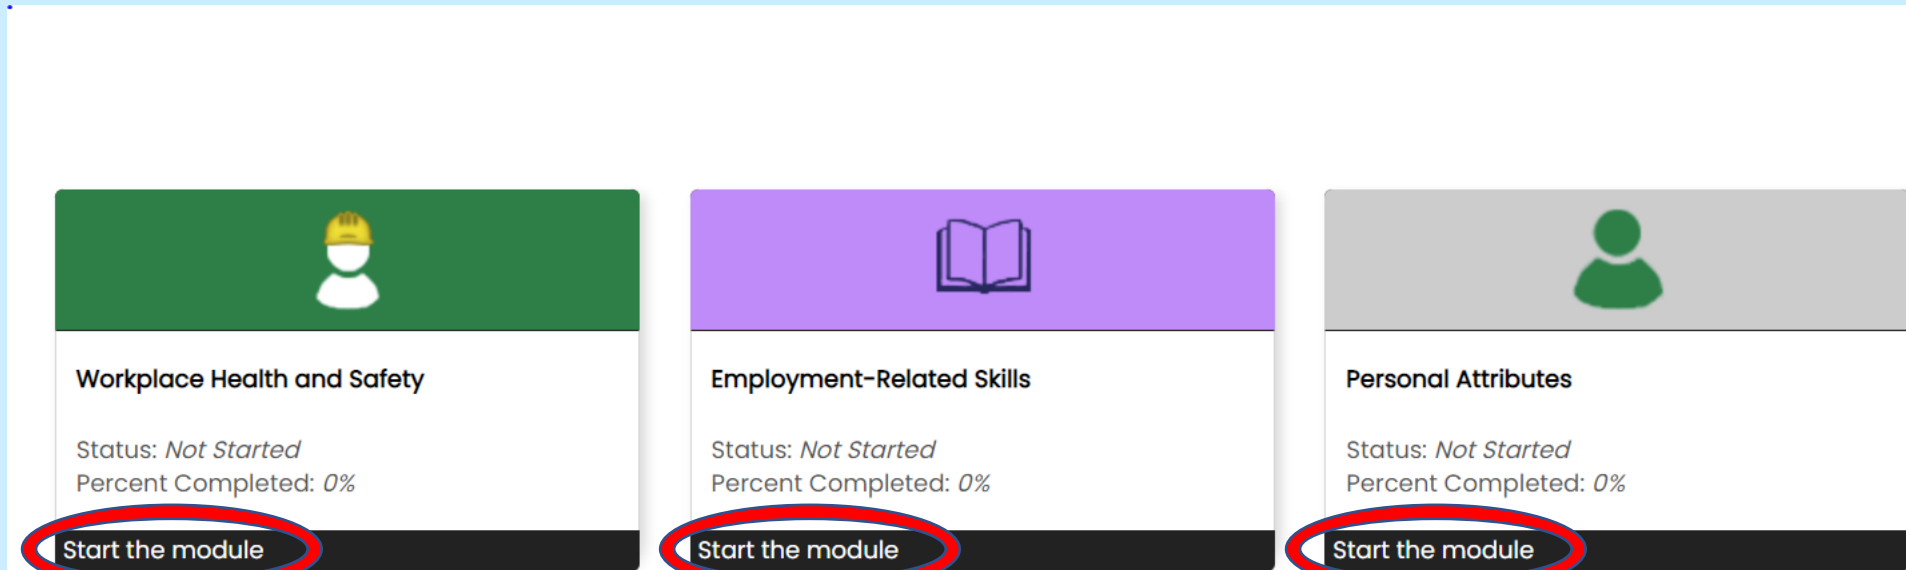 Workplace Health and Safety
Status: Not Started
Percent Completed: 0%
Start the module
Employment-Related Skills
Status: Not Started
Percent Completed: 0%
Start the module
Personal Attributes
Status: Not Started
Percent Completed: 0%
Start the module